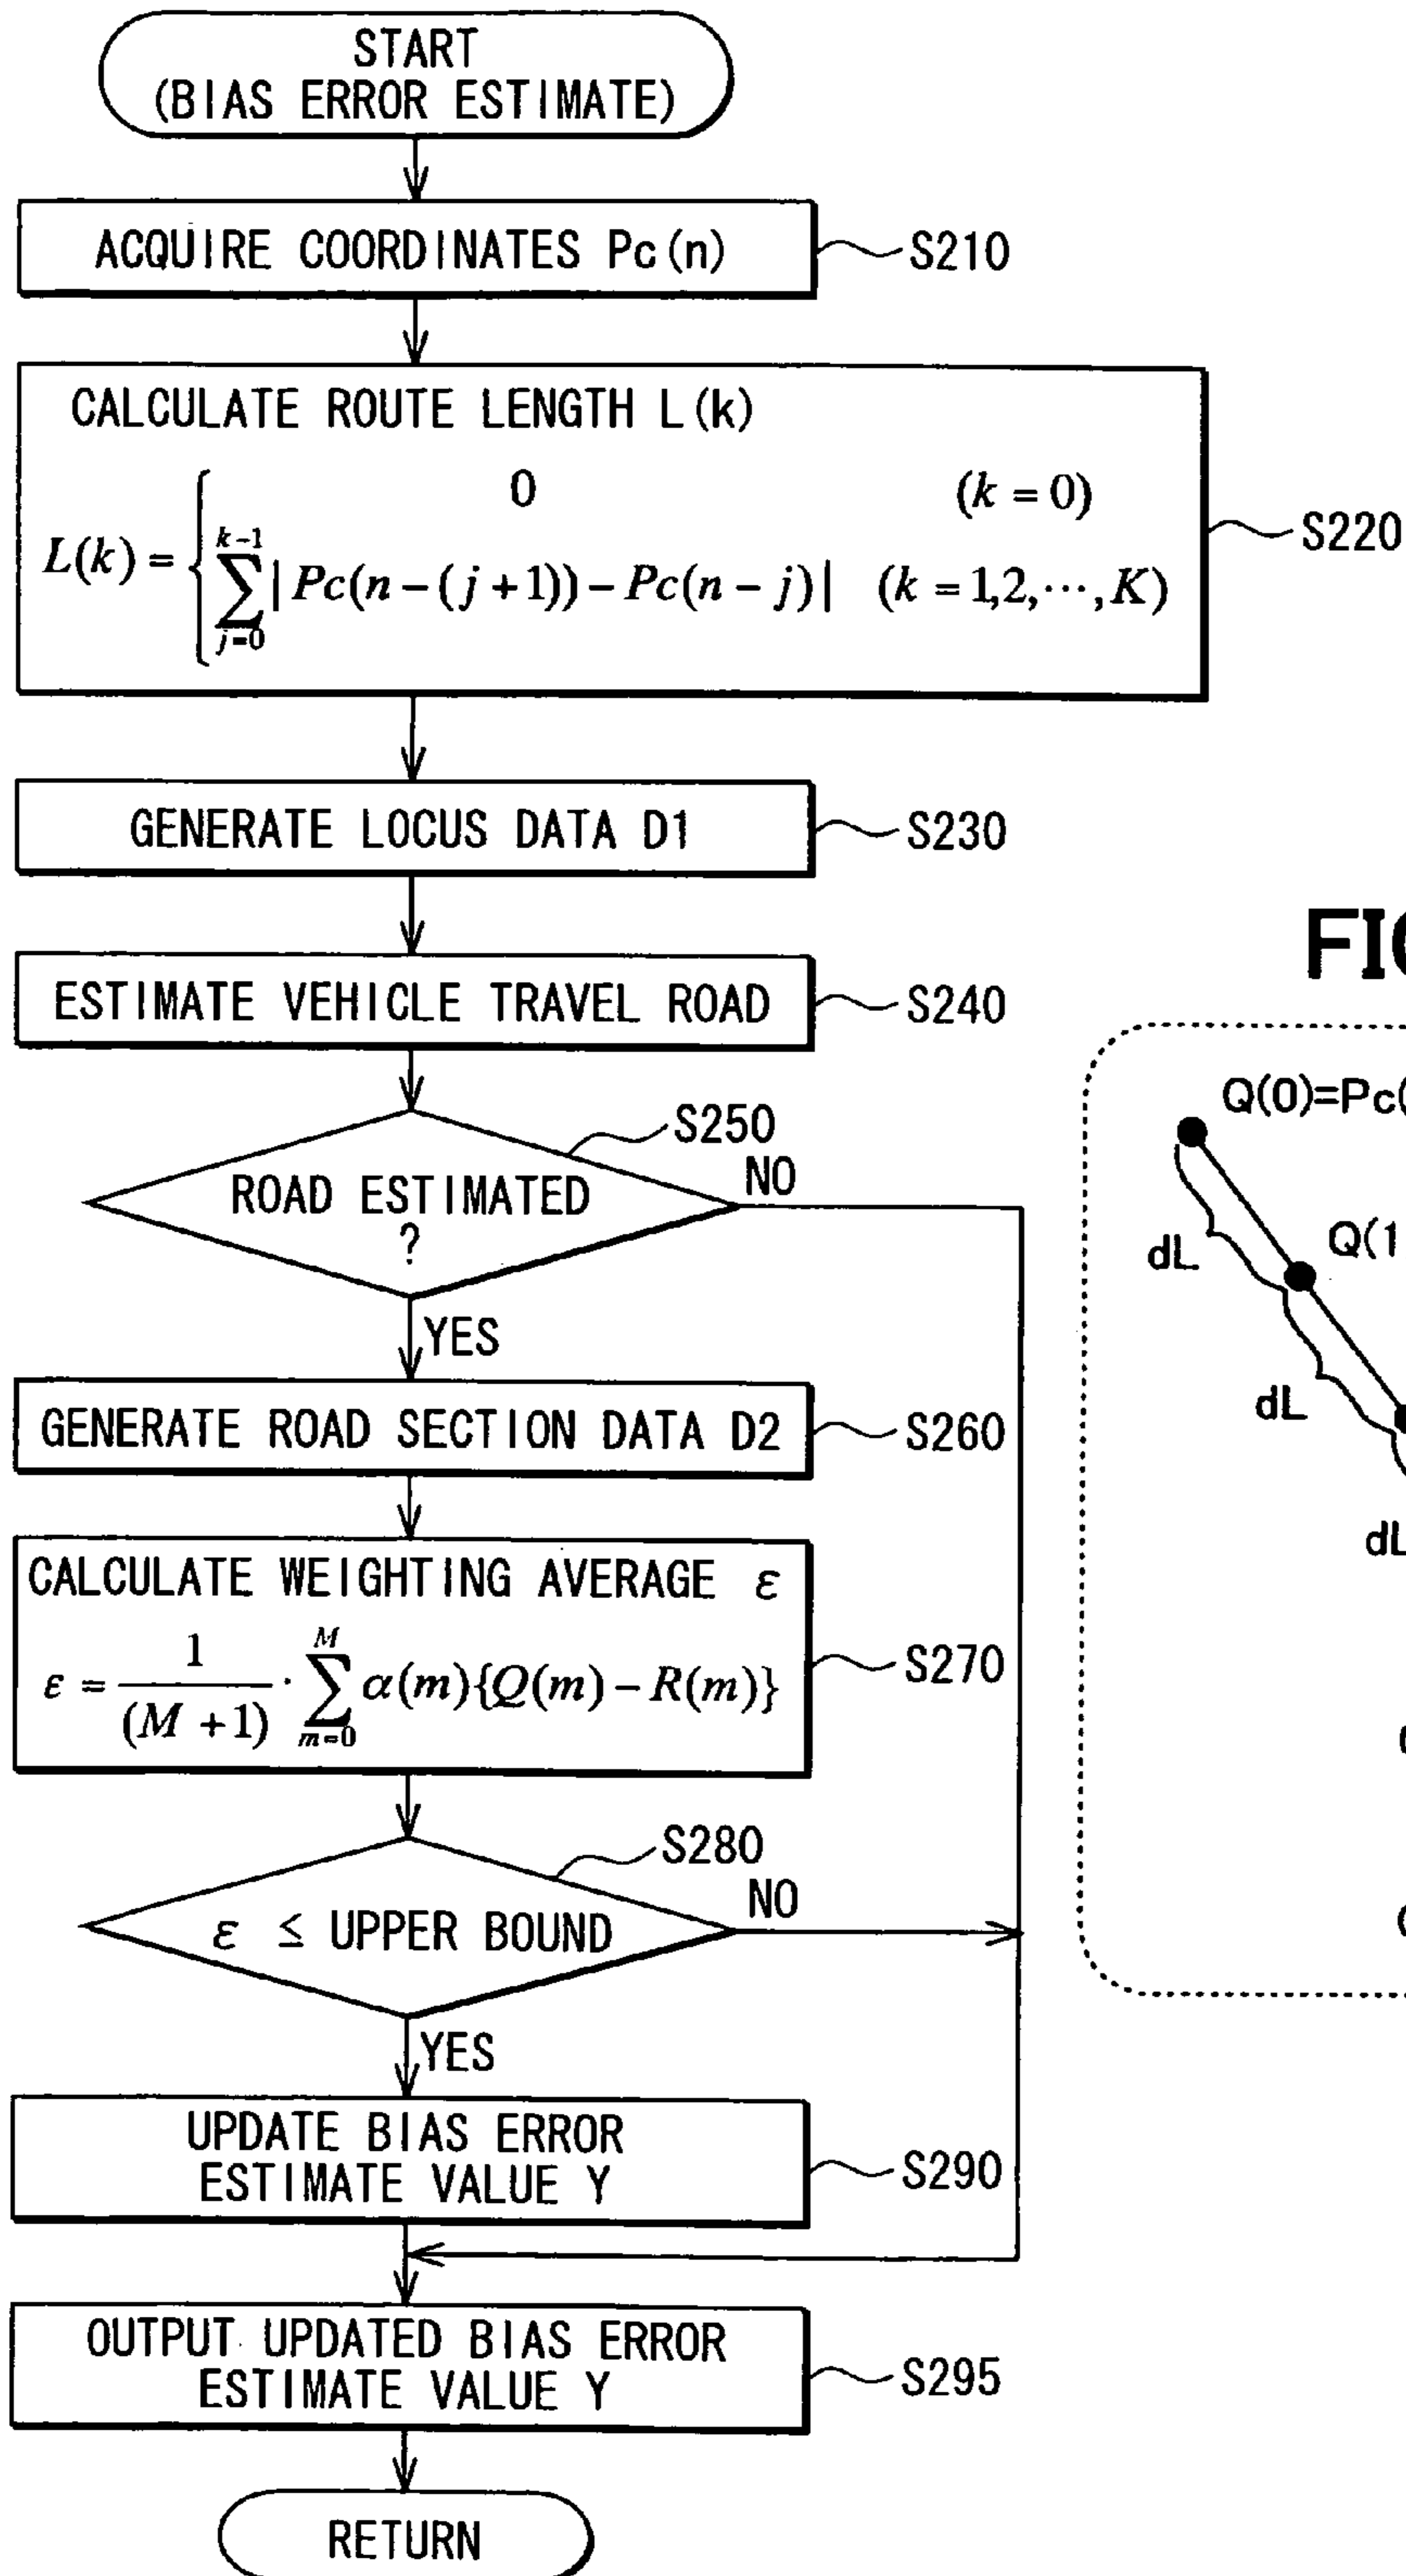 START
(BIAS ERROR ESTIMATE)
ACQUIRE COORDINATES Pc(n)
S210
CALCULATE ROUTE LENGTH L(k)
L(k) = { 0 (k = 0)
∑_{j=0}^{k-1} | Pc(n-(j+1)) - Pc(n-j) | (k = 1,2,⋯,K)
S220
GENERATE LOCUS DATA D1
S230
ESTIMATE VEHICLE TRAVEL ROAD
S240
S250
ROAD ESTIMATED
?
NO
YES
GENERATE ROAD SECTION DATA D2
S260
CALCULATE WEIGHTING AVERAGE ε
ε = 1/(M+1) · ∑_{m=0}^{M} α(m){Q(m) - R(m)}
S270
S280
ε ≤ UPPER BOUND
NO
YES
UPDATE BIAS ERROR
ESTIMATE VALUE Y
S290
OUTPUT UPDATED BIAS ERROR
ESTIMATE VALUE Y
S295
RETURN
Q(0)=Pc(
dL
Q(1
dL
dL